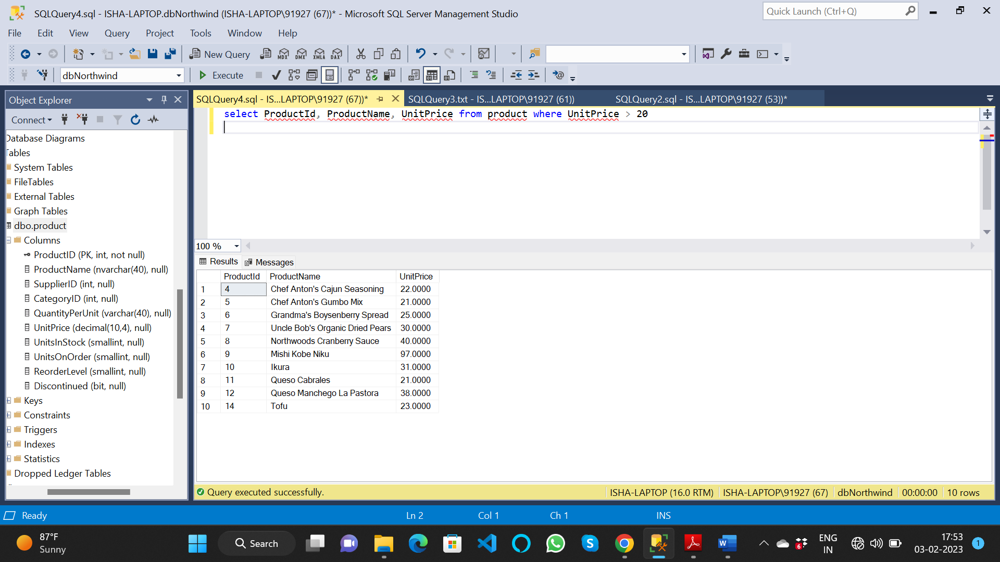 SQLQuery4.sql - ISHA-LAPTOP.dbNorthwind (ISHA-LAPTOP\91927 (67))* - Microsoft SQL Server Management Studio
Quick Launch (Ctrl+Q)
File Edit View Query Project Tools Window Help
New Query MDX DMX XMLA DAX
dbNorthwind Execute
Object Explorer
SQLQuery4.sql - IS...LAPTOP\91927 (67))* SQLQuery3.txt - IS...LAPTOP\91927 (61)) SQLQuery2.sql - IS...LAPTOP\91927 (53))*
Connect
select ProductId, ProductName, UnitPrice from product where UnitPrice > 20
Database Diagrams
Tables
System Tables
FileTables
External Tables
Graph Tables
dbo.product
Columns
ProductID (PK, int, not null)
ProductName (nvarchar(40), null)
SupplierID (int, null)
CategoryID (int, null)
QuantityPerUnit (varchar(40), null)
UnitPrice (decimal(10,4), null)
UnitsInStock (smallint, null)
UnitsOnOrder (smallint, null)
ReorderLevel (smallint, null)
Discontinued (bit, null)
Keys
Constraints
Triggers
Indexes
Statistics
Dropped Ledger Tables
100 %
Results Messages
ProductId ProductName UnitPrice
1 4 Chef Anton's Cajun Seasoning 22.0000
2 5 Chef Anton's Gumbo Mix 21.0000
3 6 Grandma's Boysenberry Spread 25.0000
4 7 Uncle Bob's Organic Dried Pears 30.0000
5 8 Northwoods Cranberry Sauce 40.0000
6 9 Mishi Kobe Niku 97.0000
7 10 Ikura 31.0000
8 11 Queso Cabrales 21.0000
9 12 Queso Manchego La Pastora 38.0000
10 14 Tofu 23.0000
Query executed successfully. ISHA-LAPTOP (16.0 RTM) ISHA-LAPTOP\91927 (67) dbNorthwind 00:00:00 10 rows
Ready Ln 2 Col 1 Ch 1 INS
87°F
Sunny
Search
6
ENG
IN
17:53
03-02-2023
1